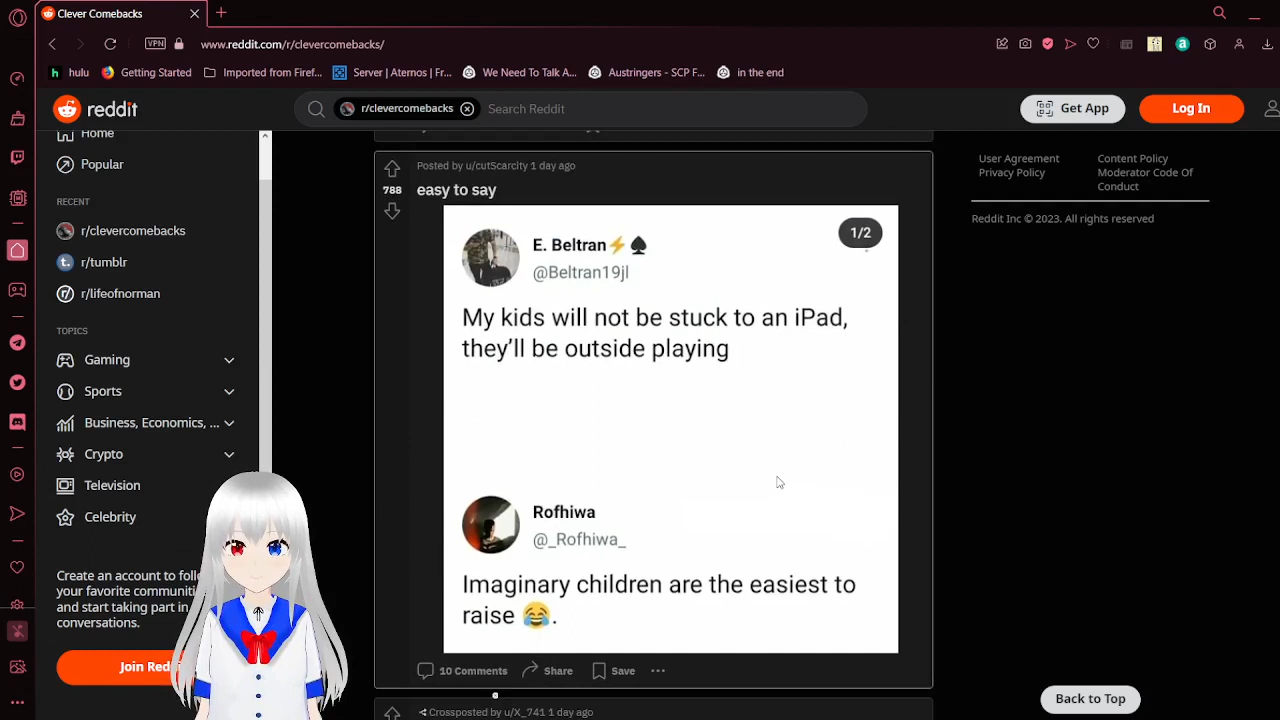 Clever Comebacks
VPN
www.reddit.com/r/clevercomebacks/
hulu
Getting Started
Imported from Firef...
Server | Aternos | Fr...
We Need To Talk A...
Austringers - SCP F...
in the end
reddit
r/clevercomebacks
Search Reddit
Get App
Log In
Home
Popular
RECENT
r/clevercomebacks
r/tumblr
r/lifeofnorman
TOPICS
Gaming
Sports
Business, Economics, ...
Crypto
Television
Celebrity
Create an account to
your favorite
and start taking part in
conversations.
Join
Posted by u/cutScarcity 1 day ago
788
easy to say
1/2
E. Beltran⚡♠
@Beltran19jl
My kids will not be stuck to an iPad,
they'll be outside playing
Rofhiwa
@_Rofhiwa_
Imaginary children are the easiest to
raise 😂.
10 Comments
Share
Save
Crossposted by u/X_741 1 day ago
User Agreement
Privacy Policy
Content Policy
Moderator Code Of
Conduct
Reddit Inc © 2023. All rights reserved
Back to Top